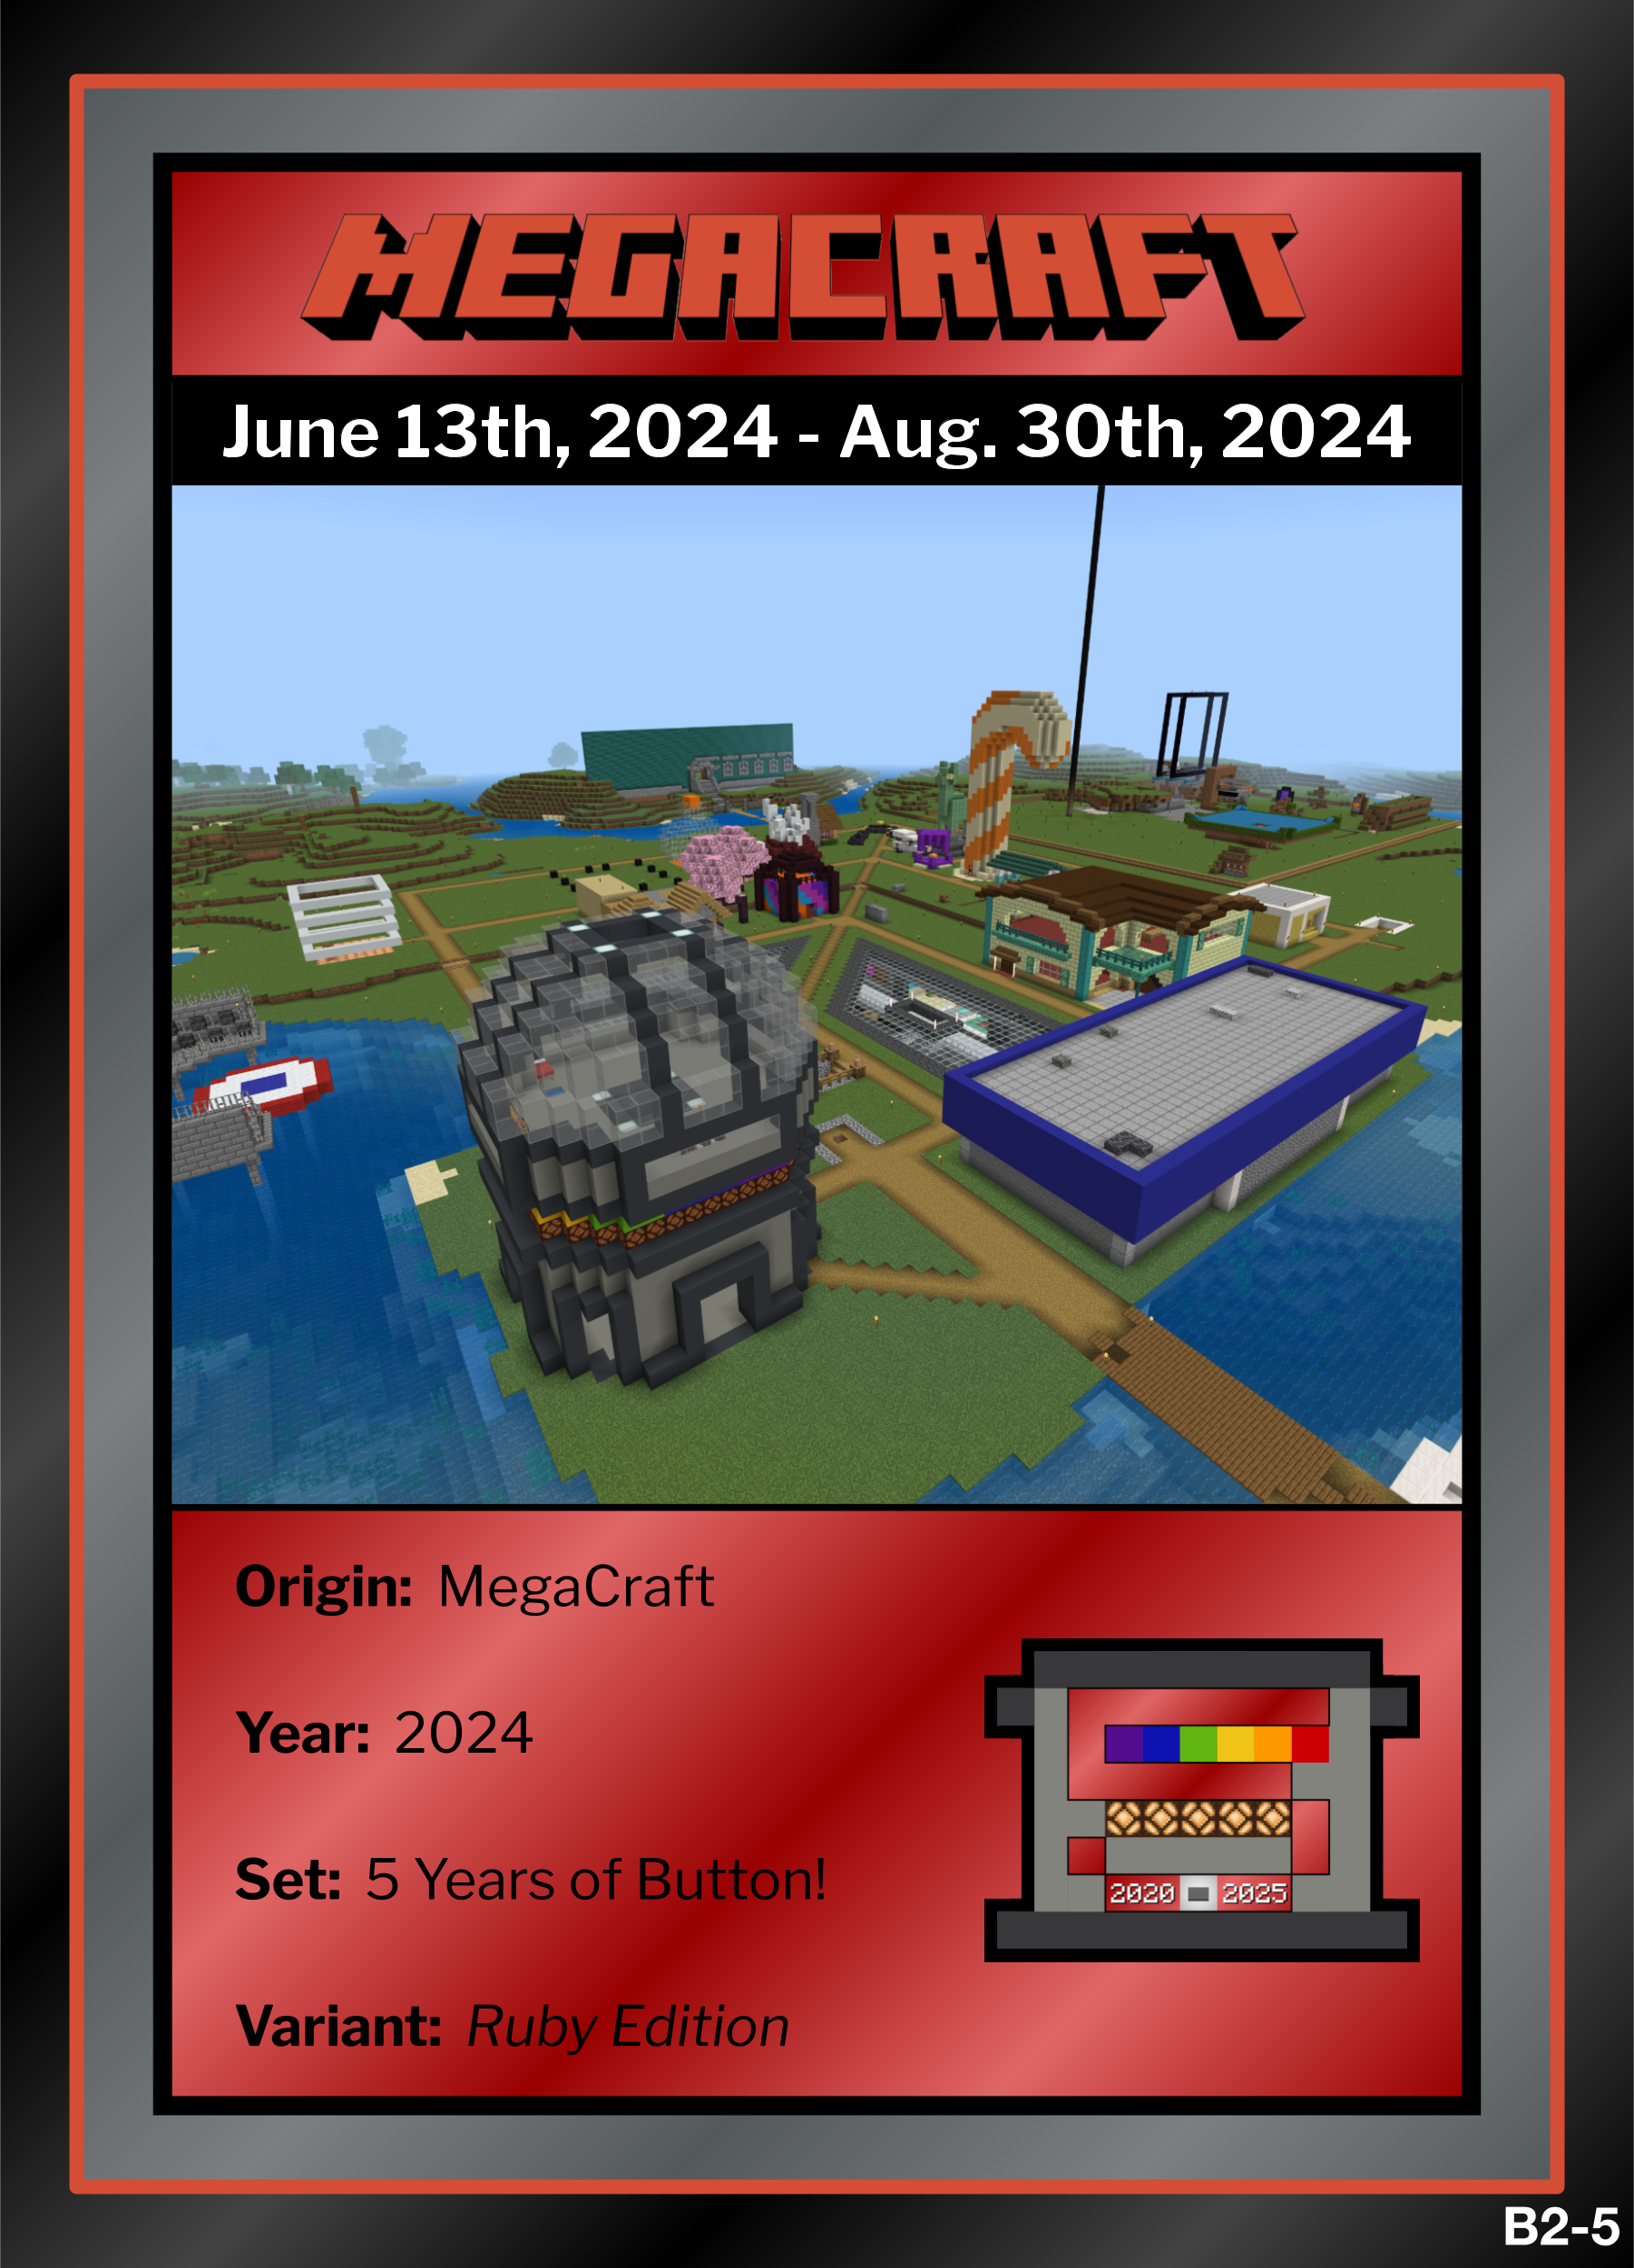 MEGACRAFT
June 13th, 2024 - Aug. 30th, 2024
Origin: MegaCraft
Year: 2024
Set: 5 Years of Button!
2020 2025
Variant: Ruby Edition
B2-5